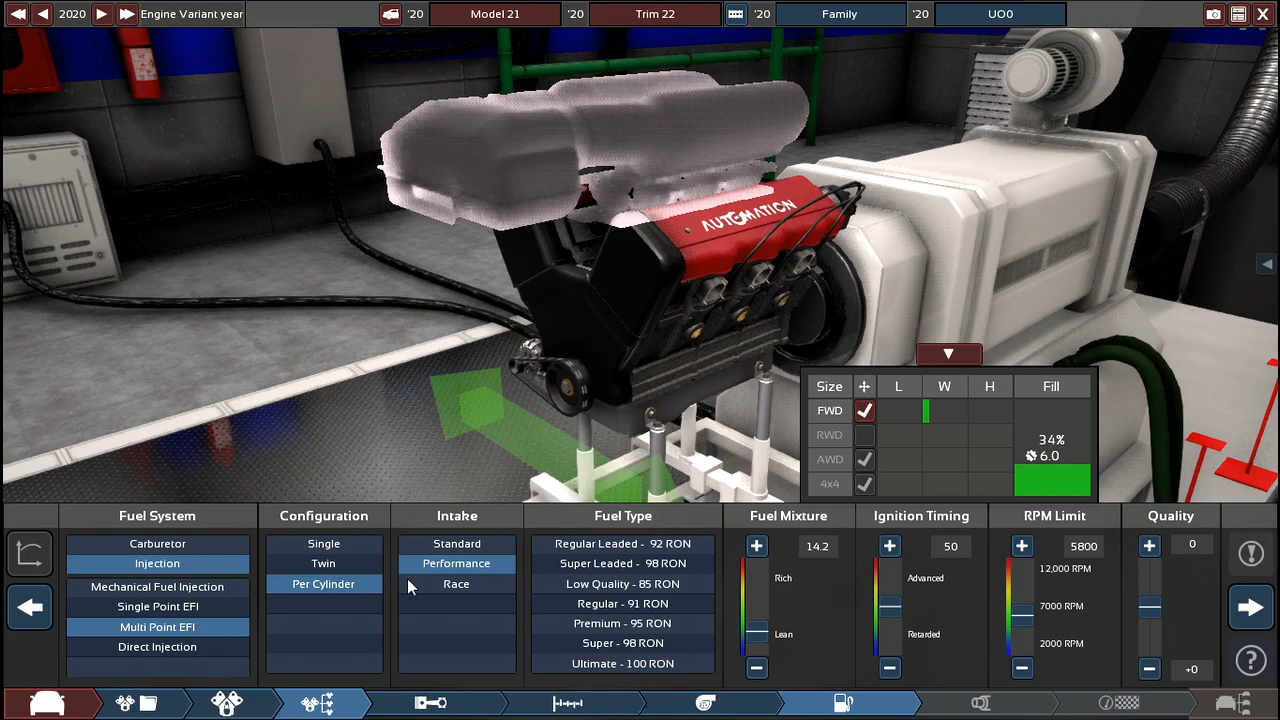 2020 Engine Variant year '20 Model 21 '20 Trim 22 '20 Family '20 UO0
AUTOMATION
Size L W H Fill
FWD
RWD
AWD
4x4
34%
6.0
Fuel System Configuration Intake Fuel Type Fuel Mixture Ignition Timing RPM Limit Quality
Carburetor Single Standard Regular Leaded - 92 RON 14.2 50 5800 0
Injection Twin Performance Super Leaded - 98 RON 12,000 RPM
Mechanical Fuel Injection Per Cylinder Race Low Quality - 85 RON Rich Advanced
Single Point EFI Regular - 91 RON 7000 RPM
Multi Point EFI Premium - 95 RON Lean Retarded
Direct Injection Super - 98 RON 2000 RPM
Ultimate - 100 RON +0